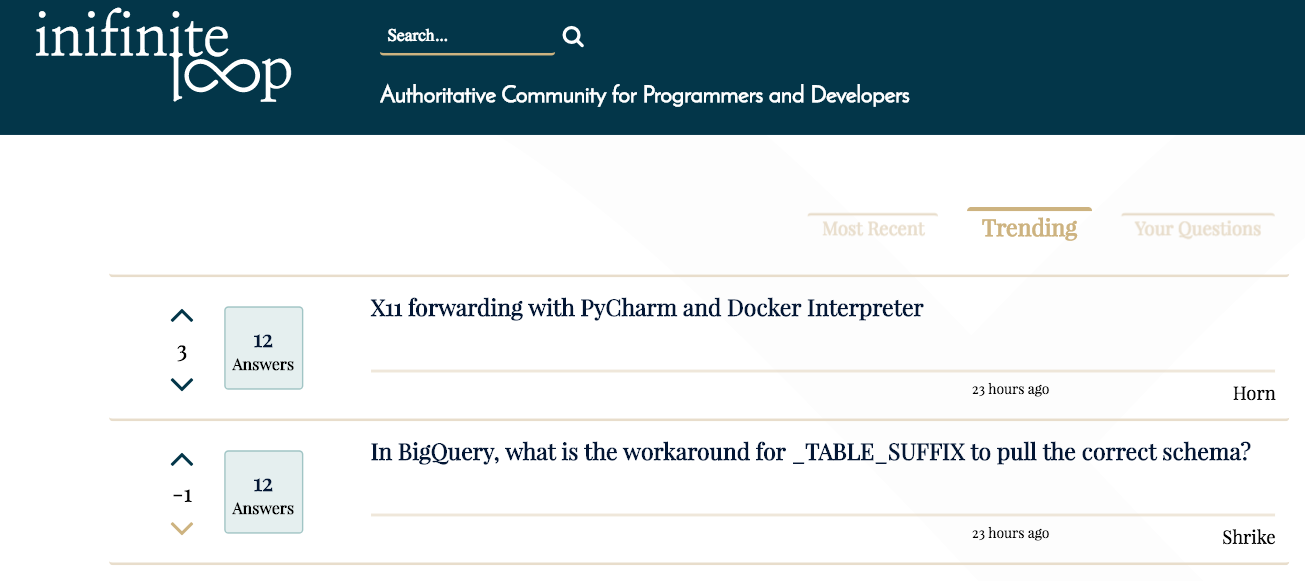 inifinite
loop
Search...
Authoritative Community for Programmers and Developers
Most Recent
Trending
Your Questions
3
12
Answers
X11 forwarding with PyCharm and Docker Interpreter
23 hours ago
Horn
-1
12
Answers
In BigQuery, what is the workaround for _TABLE_SUFFIX to pull the correct schema?
23 hours ago
Shrike